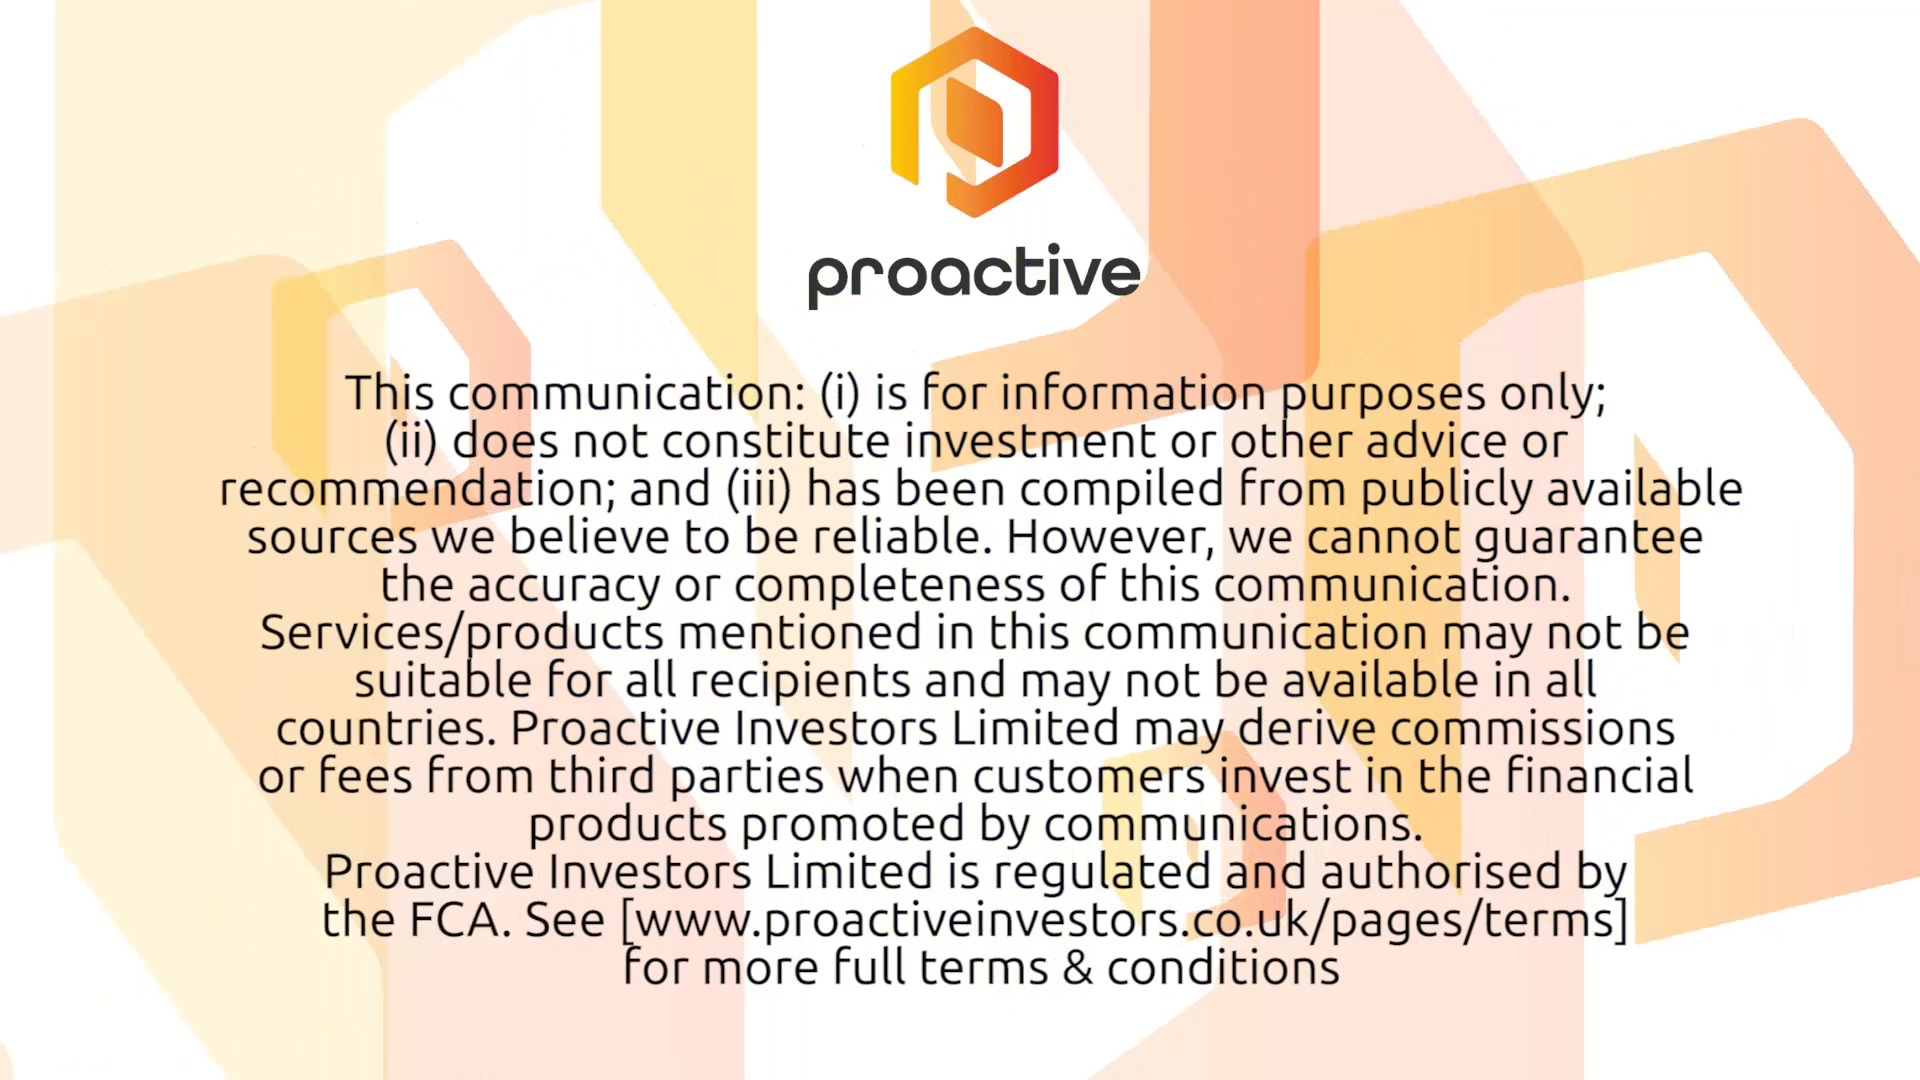 proactive
This communication: (i) is for information purposes only;
(ii) does not constitute investment or other advice or
recommendation; and (iii) has been compiled from publicly available
sources we believe to be reliable. However, we cannot guarantee
the accuracy or completeness of this communication.
Services/products mentioned in this communication may not be
suitable for all recipients and may not be available in all
countries. Proactive Investors Limited may derive commissions
or fees from third parties when customers invest in the financial
products promoted by communications.
Proactive Investors Limited is regulated and authorised by
the FCA. See [www.proactiveinvestors.co.uk/pages/terms]
for more full terms & conditions